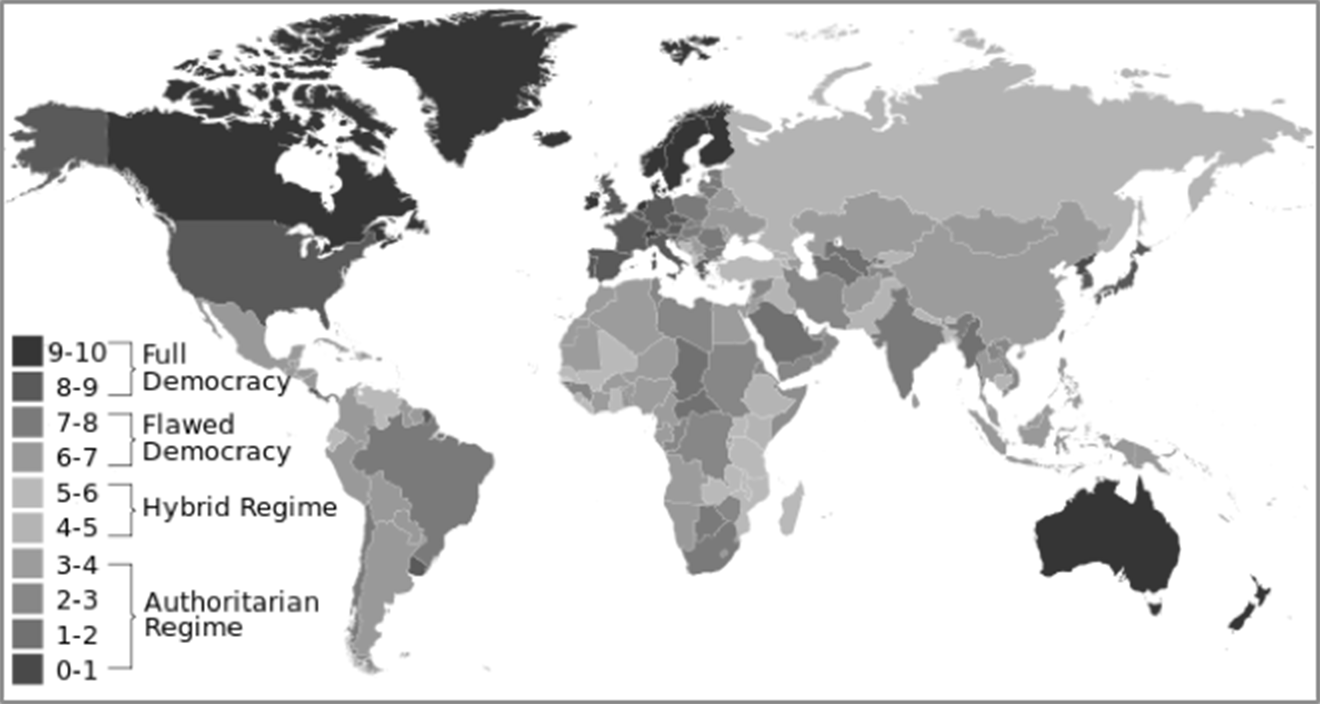 9-10
8-9
Full
Democracy
7-8
6-7
Flawed
Democracy
5-6
4-5
Hybrid Regime
3-4
2-3
1-2
0-1
Authoritarian
Regime